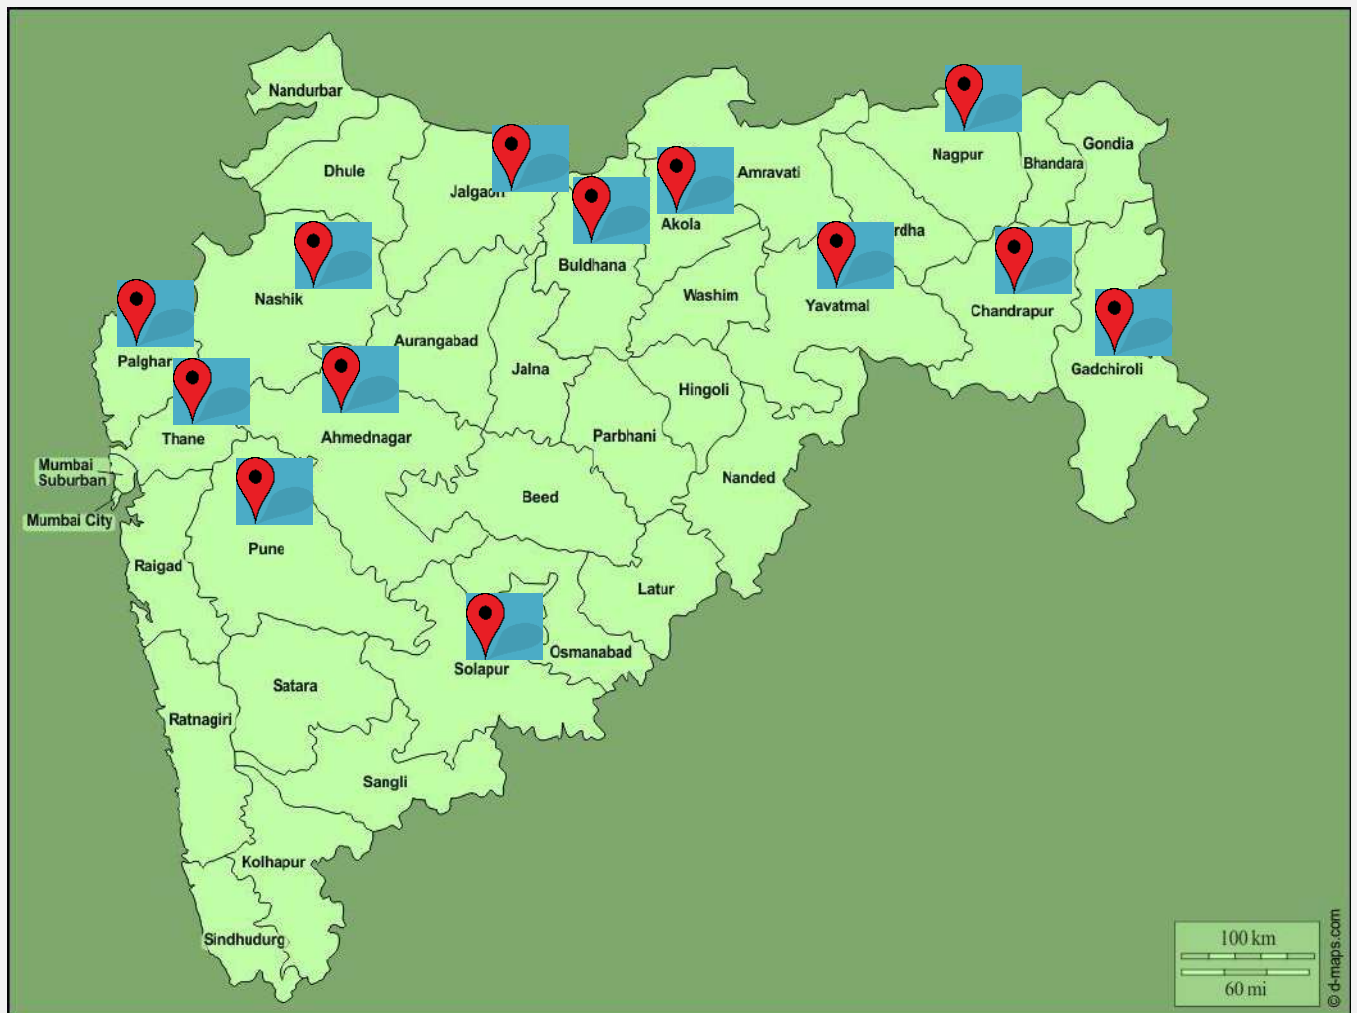 Nandurbar
Gondia
Nagpur
Bhandara
Dhule
Amravati
Jalgaon
Akola
rdha
Buldhana
Washim
Nashik
Yavatmal
Chandrapur
Aurangabad
Palghar
Jalna
Gadchiroli
Hingoli
Thane
Ahmednagar
Parbhani
Mumbai
Suburban
Nanded
Beed
Mumbai City
Pune
Raigad
Latur
Osmanabad
Solapur
Satara
Ratnagiri
Sangli
Kolhapur
Sindhudurg
100 km
60 mi
© d-maps.com